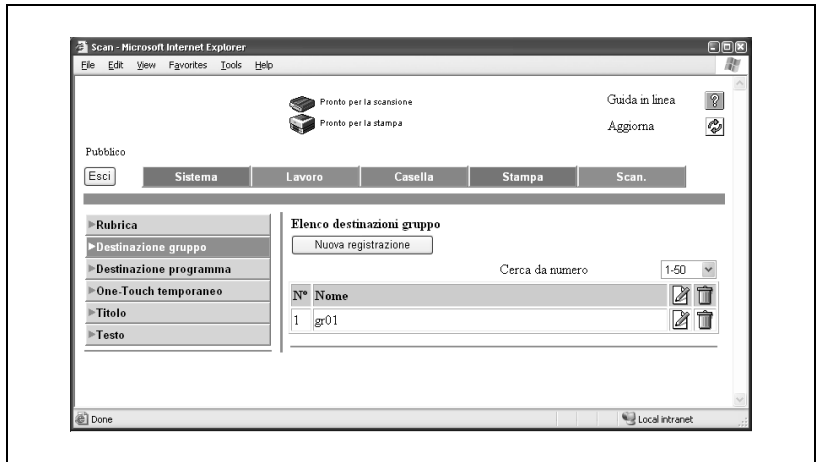 Scan - Microsoft Internet Explorer
File Edit View Favorites Tools Help
Pronto per la scansione
Guida in linea ?
Pronto per la stampa
Aggiorna
Pubblico
Esci Sistema Lavoro Casella Stampa Scan.
Rubrica
Destinazione gruppo
Destinazione programma
One-Touch temporaneo
Titolo
Testo
Elenco destinazioni gruppo
Nuova registrazione
Cerca da numero 1-50
N° Nome
1 gr01
Done Local intranet